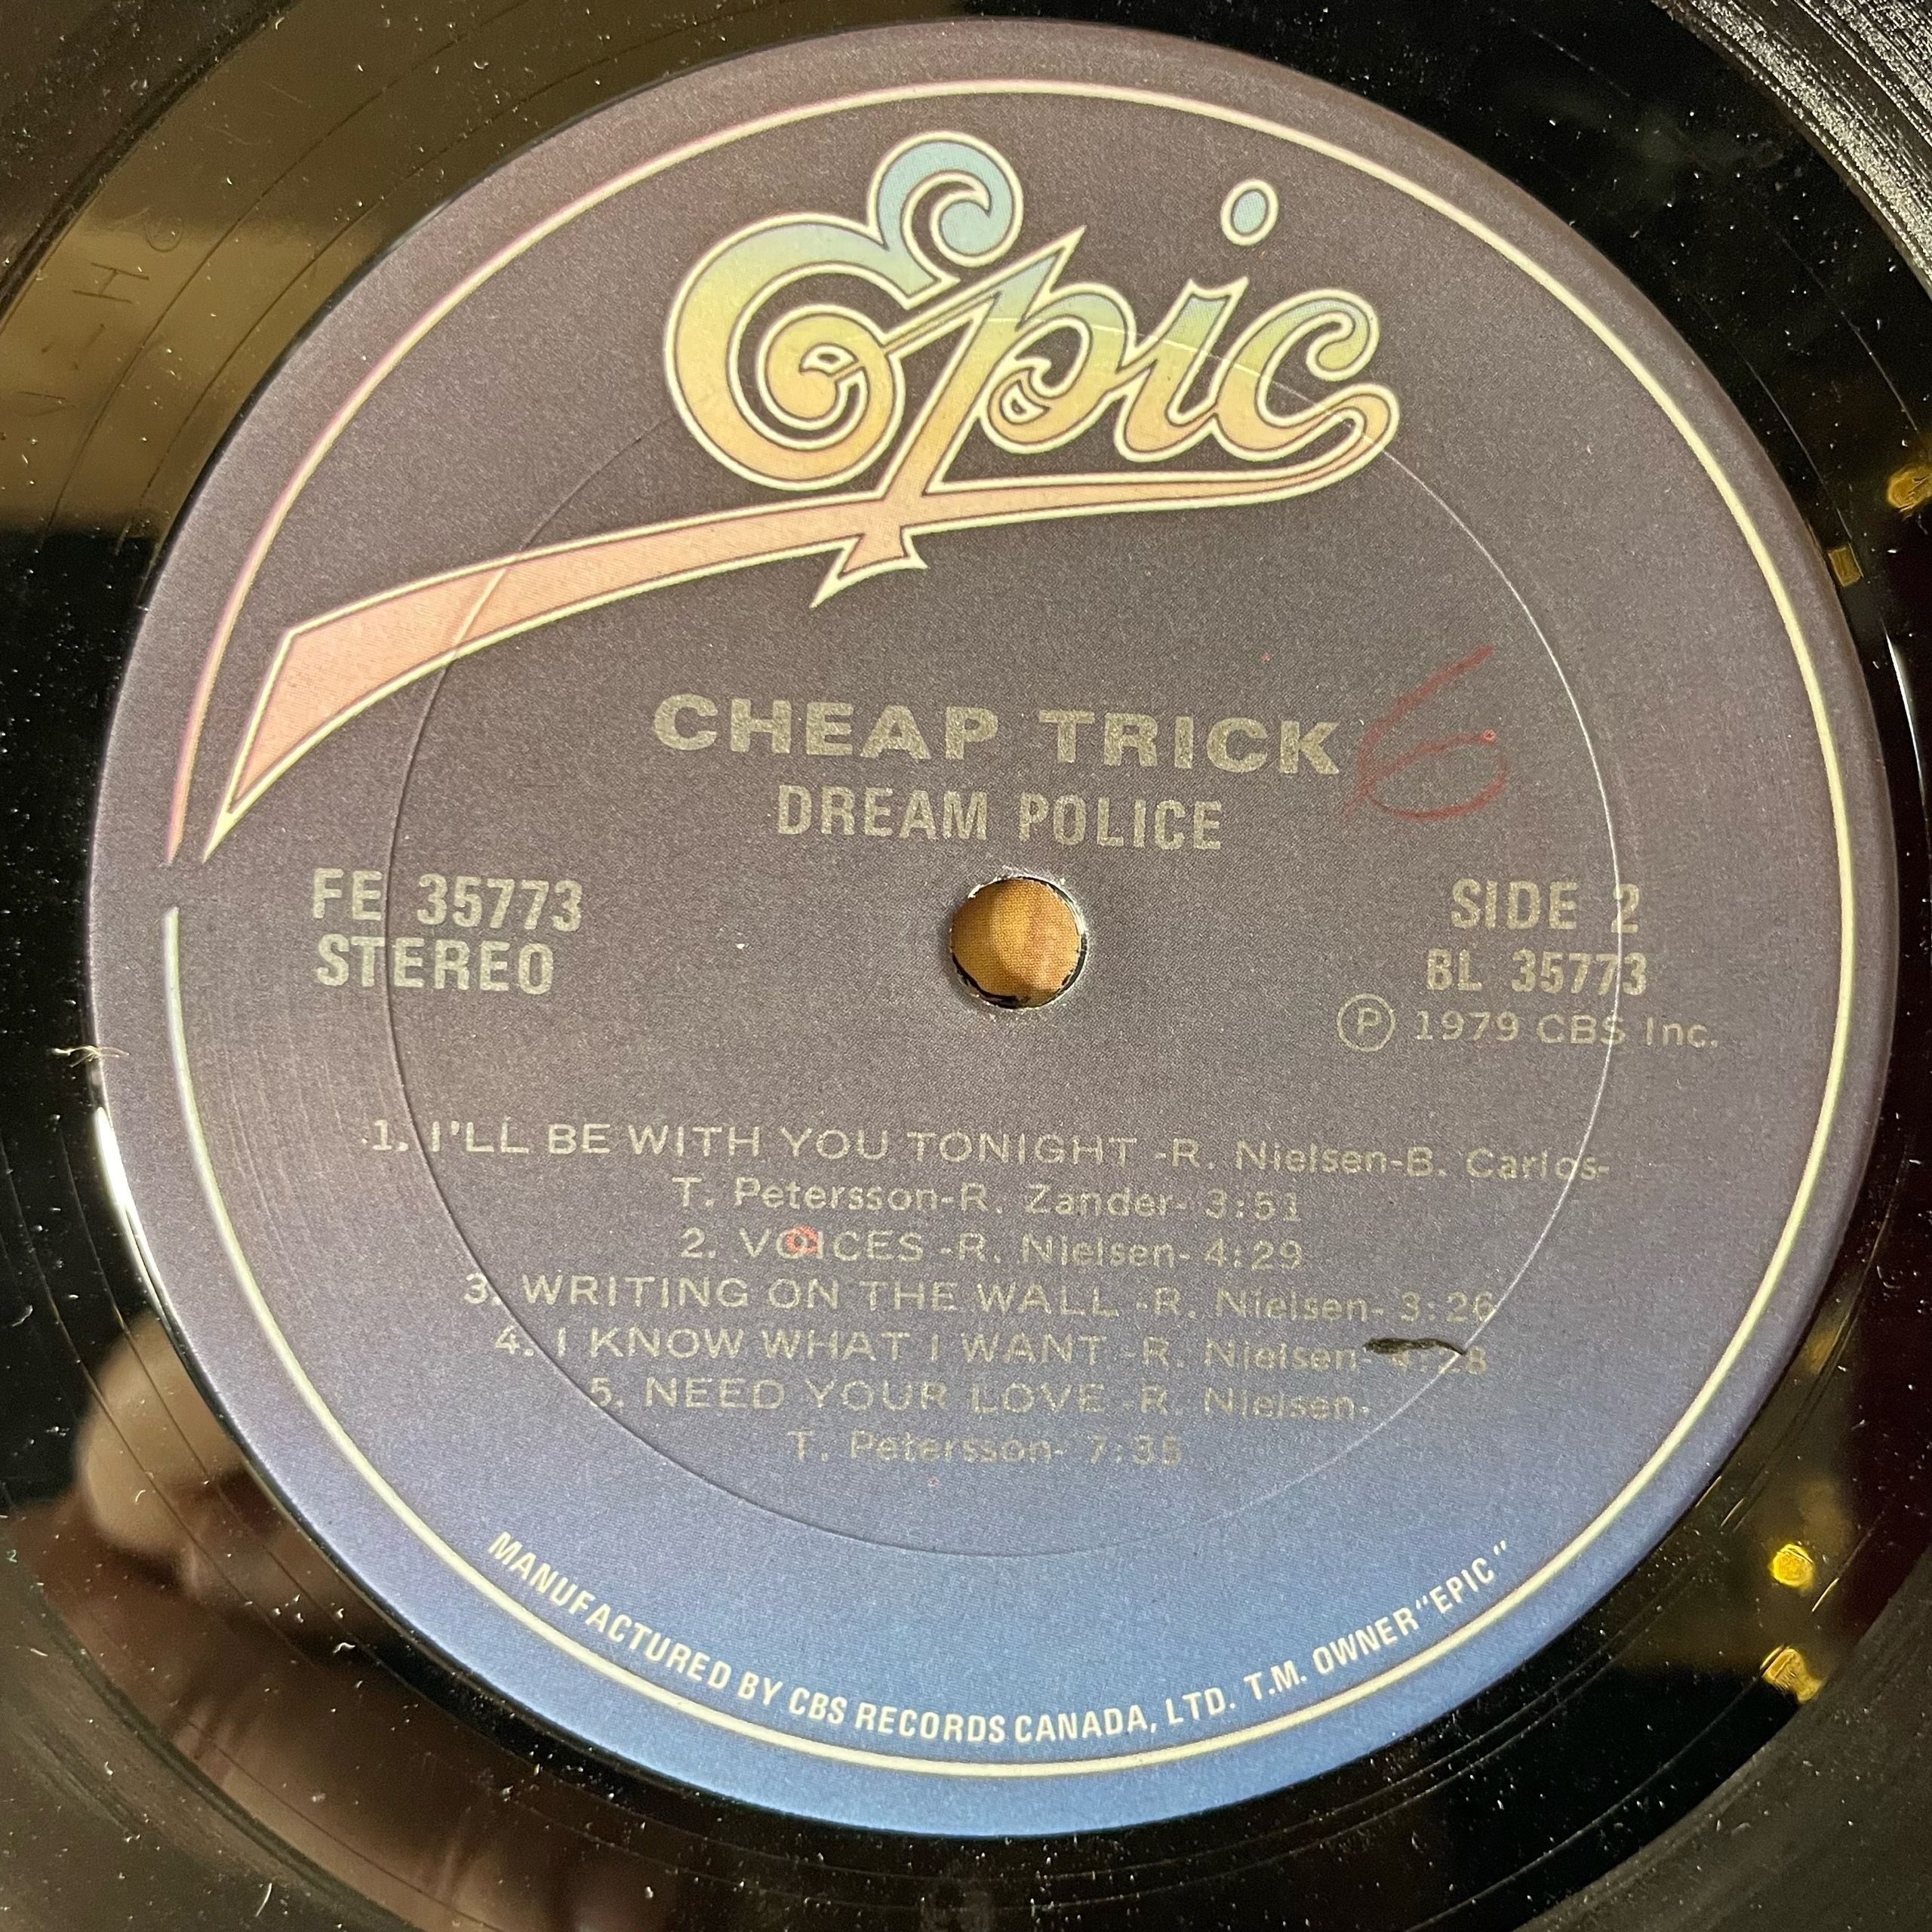 Epic
CHEAP TRICK 6
DREAM POLICE
FE 35773
STEREO
SIDE 2
BL 35773
Ⓟ 1979 CBS Inc.
1. I'LL BE WITH YOU TONIGHT -R. Nielsen-B. Carlos-
T. Petersson-R. Zander- 3:51
2. VOICES -R. Nielsen- 4:29
3. WRITING ON THE WALL -R. Nielsen- 3:26
4. I KNOW WHAT I WANT -R. Nielsen- 4:28
5. NEED YOUR LOVE -R. Nielsen-
T. Petersson- 7:35
MANUFACTURED BY CBS RECORDS CANADA, LTD. T.M. OWNER "EPIC"